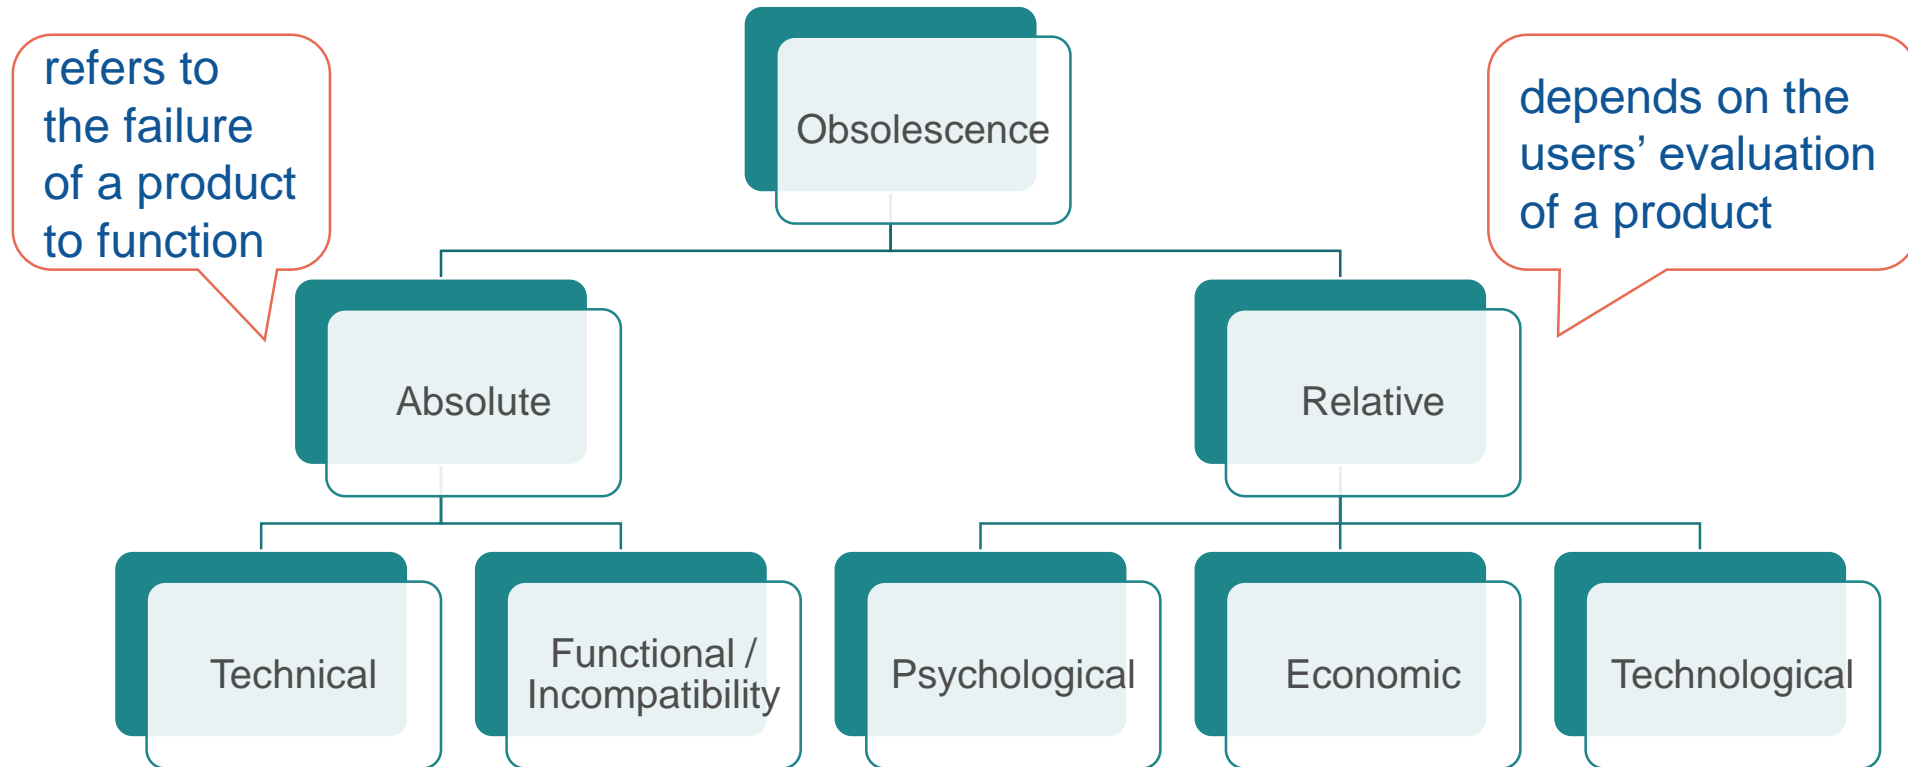 refers to
the failure
of a product
to function
Obsolescence
depends on the
users’ evaluation
of a product
Absolute
Relative
Technical
Functional /
Incompatibility
Psychological
Economic
Technological